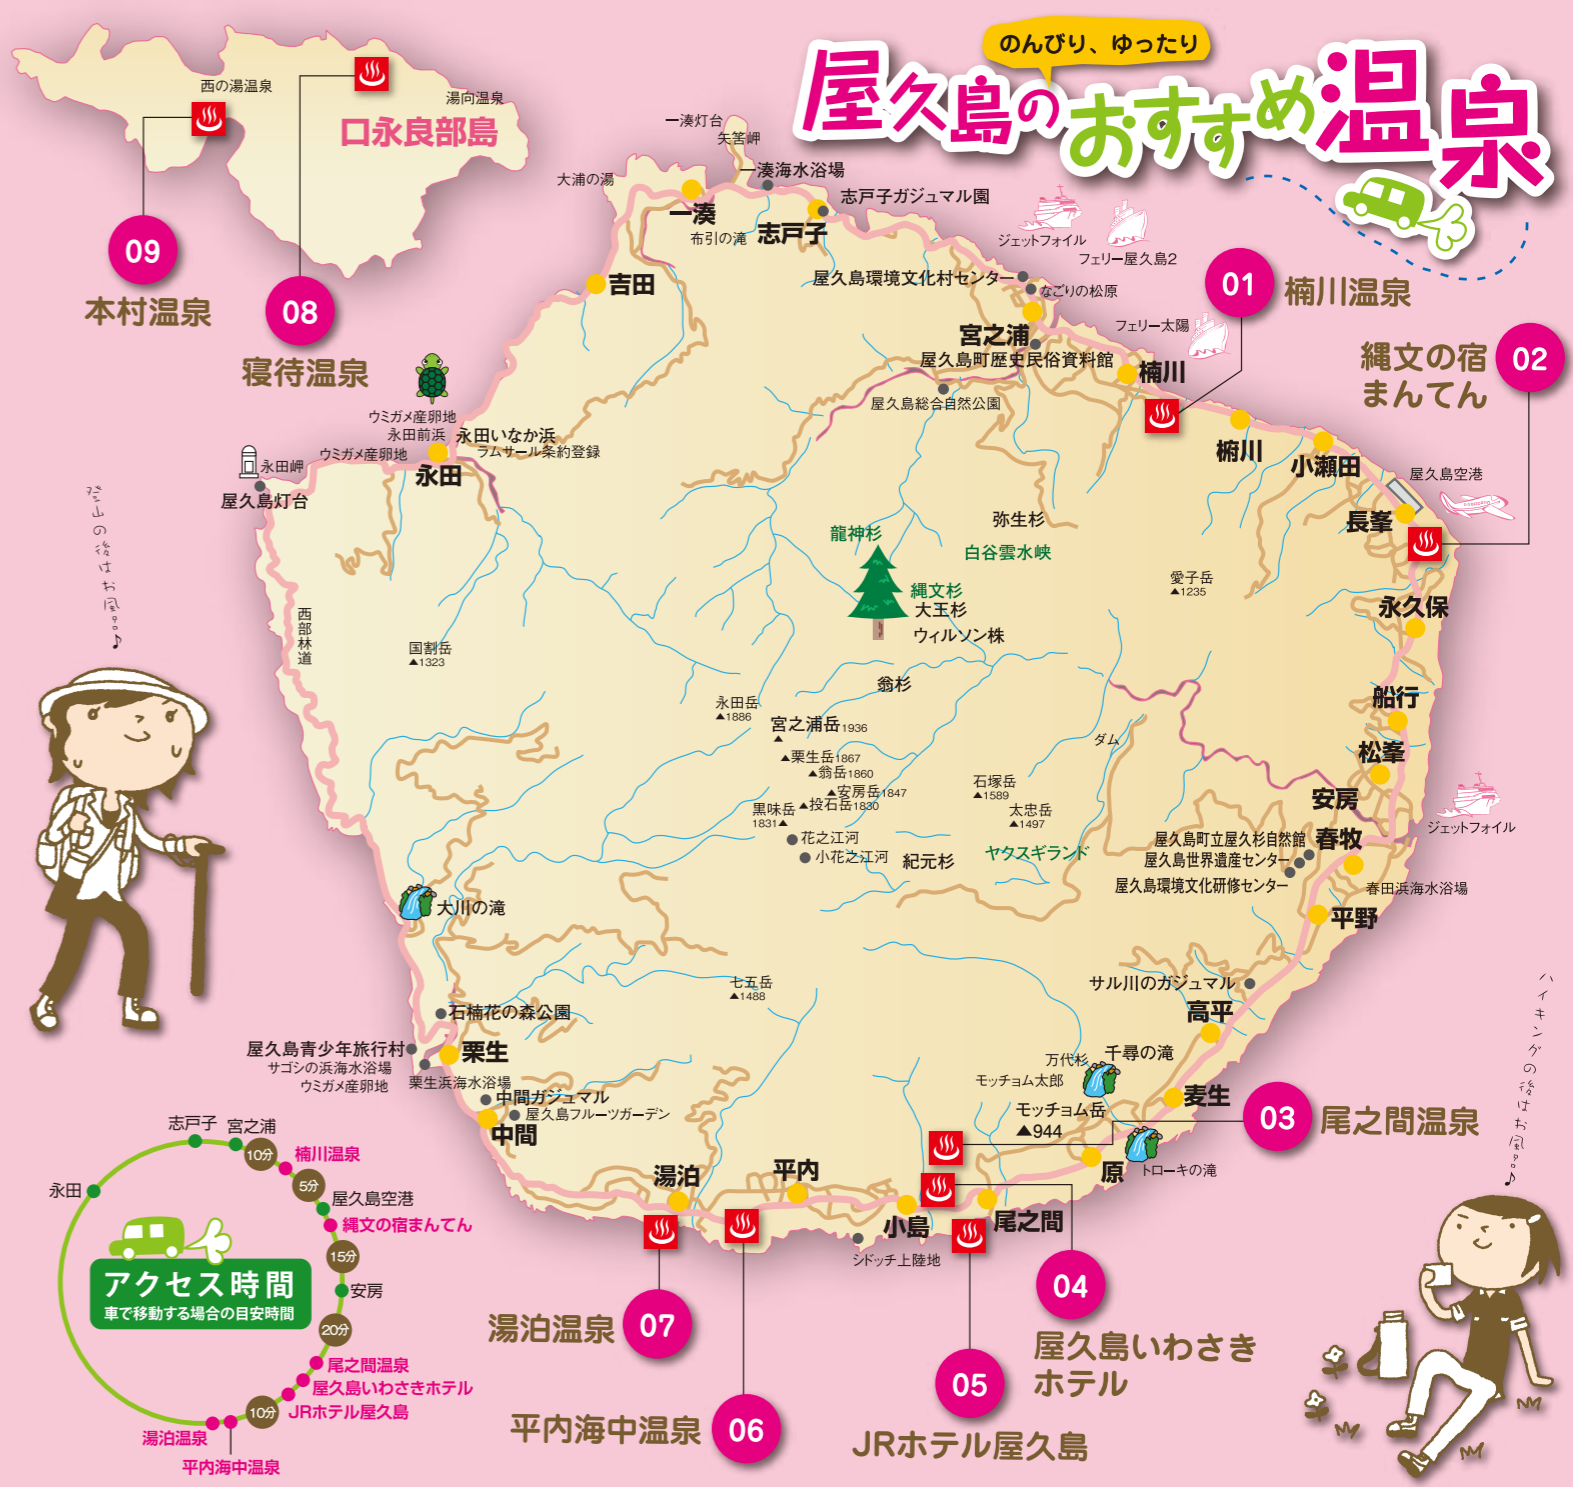 のんびり、ゆったり
屋久島のおすすめ温泉
西の湯温泉
湯向温泉
口永良部島
09
本村温泉
08
寝待温泉
一湊灯台
矢筈岬
一湊海水浴場
大浦の湯
一湊
布引の滝
志戸子
志戸子ガジュマル園
ジェットフォイル
フェリー屋久島2
吉田
屋久島環境文化村センター
なごりの松原
宮之浦
屋久島町歴史民俗資料館
フェリー太陽
01
楠川温泉
楠川
屋久島総合自然公園
縄文の宿
まんてん
02
椨川
小瀬田
屋久島空港
長峯
ウミガメ産卵地
永田前浜
永田いなか浜
ラムサール条約登録
ウミガメ産卵地
永田
永田岬
屋久島灯台
登山の後はお風呂♪
西部林道
龍神杉
弥生杉
白谷雲水峡
縄文杉
大王杉
ウィルソン株
愛子岳
▲1235
永久保
国割岳
▲1323
翁杉
永田岳
▲1886
宮之浦岳1936
▲
▲栗生岳1867
▲翁岳1860
▲安房岳1847
▲投石岳1830
黒味岳
1831▲
花之江河
小花之江河
石塚岳
▲1589
太忠岳
▲1497
紀元杉
ヤクスギランド
ダム
船行
松峯
安房
ジェットフォイル
春牧
屋久島町立屋久杉自然館
屋久島世界遺産センター
屋久島環境文化研修センター
春田浜海水浴場
平野
大川の滝
七五岳
▲1488
サル川のガジュマル
高平
石楠花の森公園
屋久島青少年旅行村
サゴシの浜海水浴場
ウミガメ産卵地
栗生
栗生浜海水浴場
中間ガジュマル
屋久島フルーツガーデン
中間
万代杉
千尋の滝
モッチョム太郎
モッチョム岳
▲944
麦生
03
尾之間温泉
原
トローキの滝
湯泊
平内
小島
尾之間
シドッチ上陸地
ハイキングの後はお風呂♪
04
屋久島いわさき
ホテル
05
JRホテル屋久島
06
平内海中温泉
07
湯泊温泉
志戸子
宮之浦
10分
楠川温泉
5分
屋久島空港
縄文の宿まんてん
15分
安房
20分
尾之間温泉
屋久島いわさきホテル
JRホテル屋久島
10分
湯泊温泉
平内海中温泉
永田
アクセス時間
車で移動する場合の目安時間